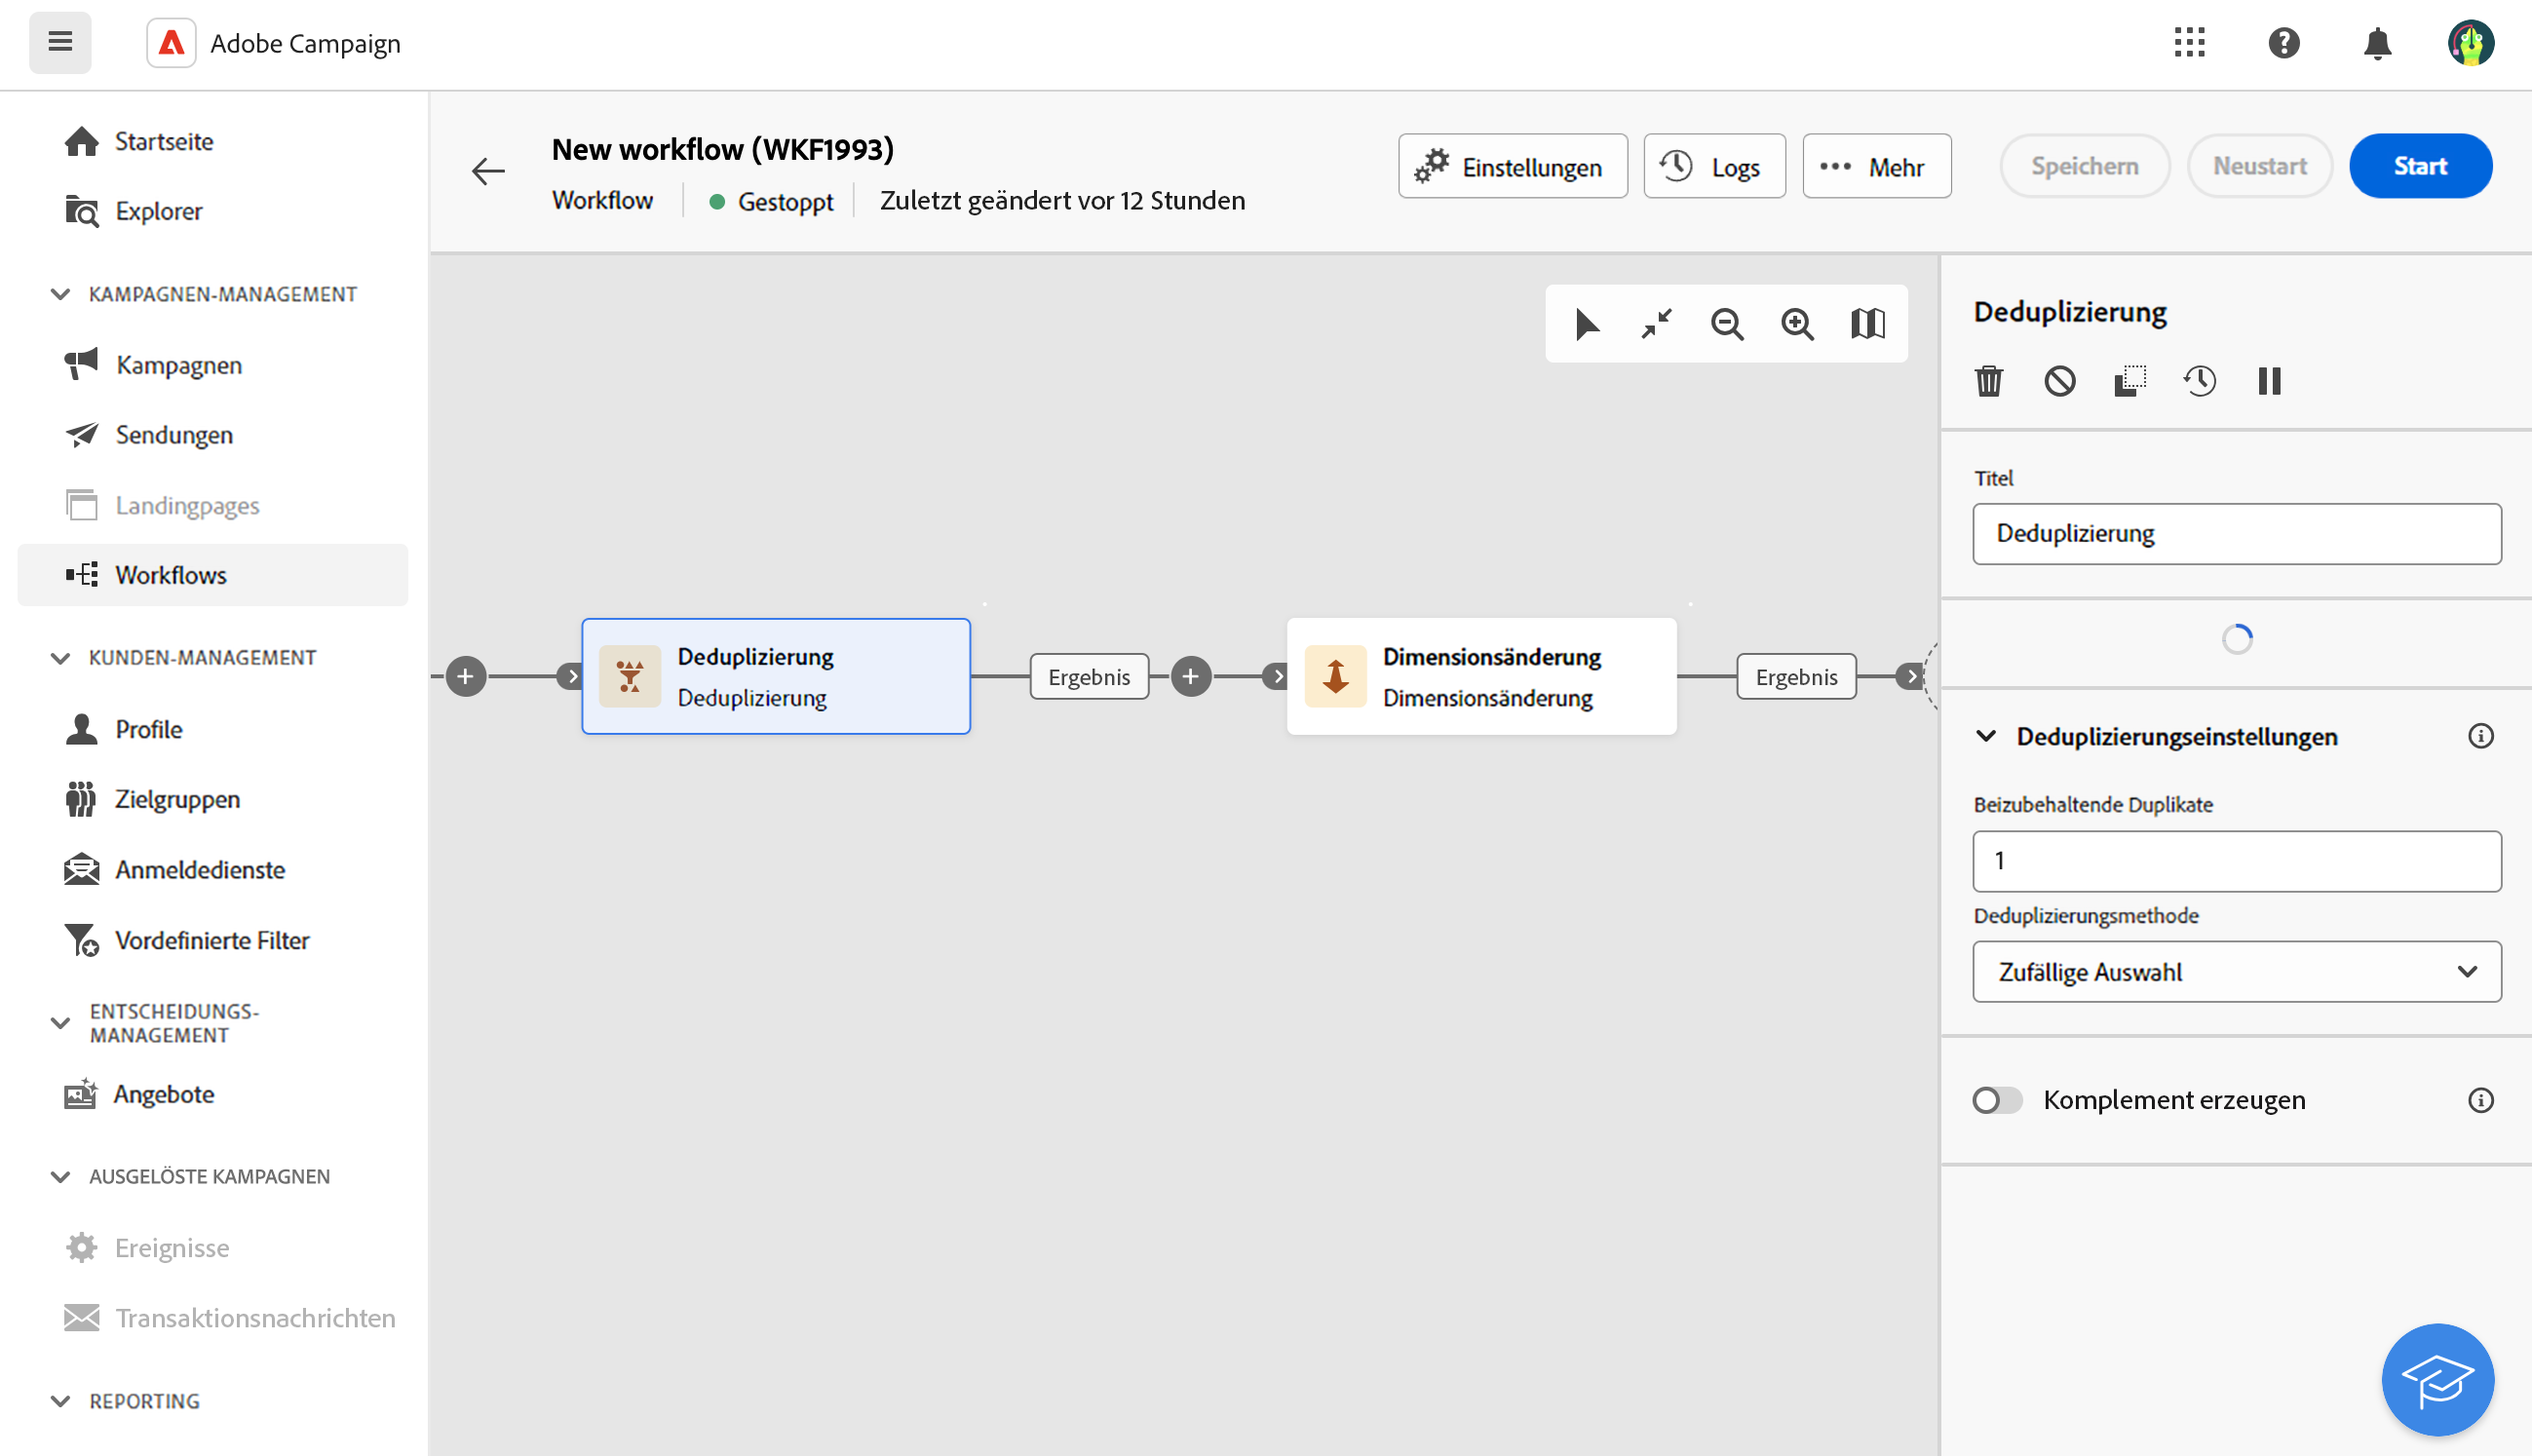 Adobe Campaign
Startseite
Explorer
KAMPAGNEN-MANAGEMENT
Kampagnen
Sendungen
Landingpages
Workflows
KUNDEN-MANAGEMENT
Profile
Zielgruppen
Anmeldedienste
Vordefinierte Filter
ENTSCHEIDUNGS-
MANAGEMENT
Angebote
AUSGELÖSTE KAMPAGNEN
Ereignisse
Transaktionsnachrichten
REPORTING
New workflow (WKF1993)
Workflow
Gestoppt
Zuletzt geändert vor 12 Stunden
Einstellungen
Logs
Mehr
Speichern
Neustart
Start
Deduplizierung
Deduplizierung
Ergebnis
Dimensionsänderung
Dimensionsänderung
Ergebnis
Deduplizierung
Titel
Deduplizierung
Deduplizierungseinstellungen
Beizubehaltende Duplikate
1
Deduplizierungsmethode
Zufällige Auswahl
Komplement erzeugen